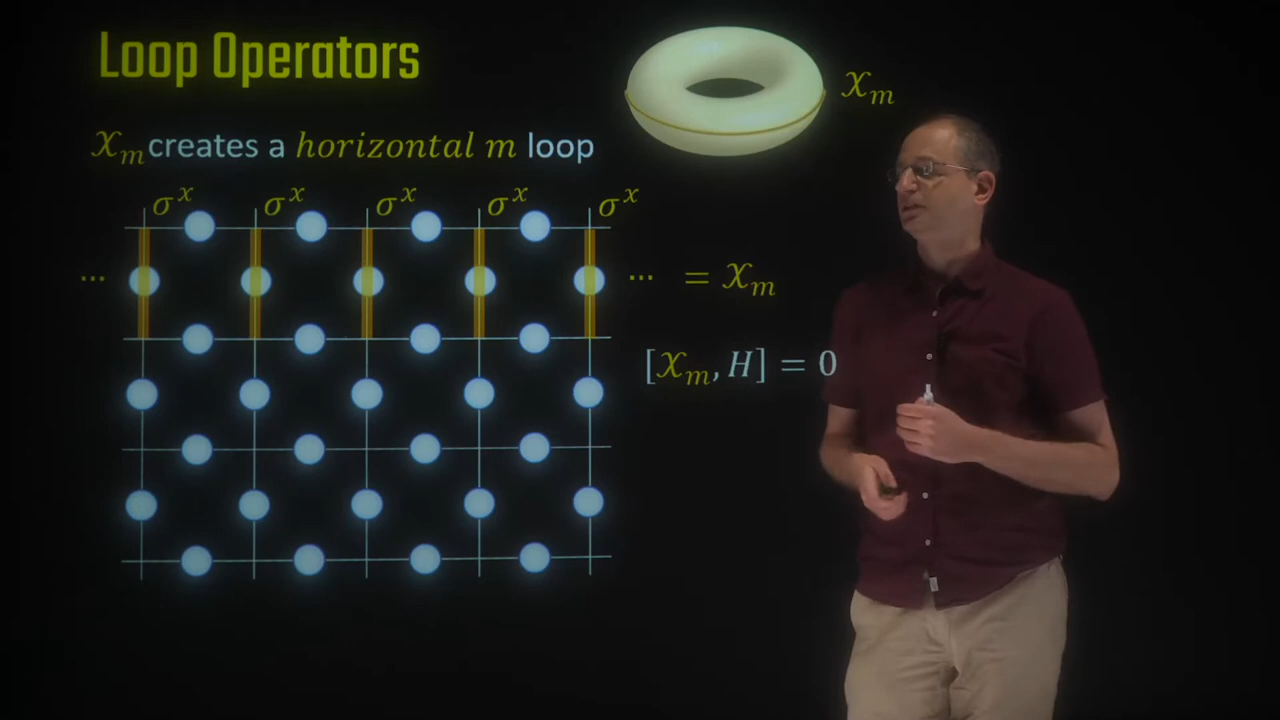 Loop Operators
𝒳ₘ
𝒳ₘ creates a horizontal m loop
σˣ σˣ σˣ σˣ σˣ
... ... = 𝒳ₘ
[𝒳ₘ, H] = 0